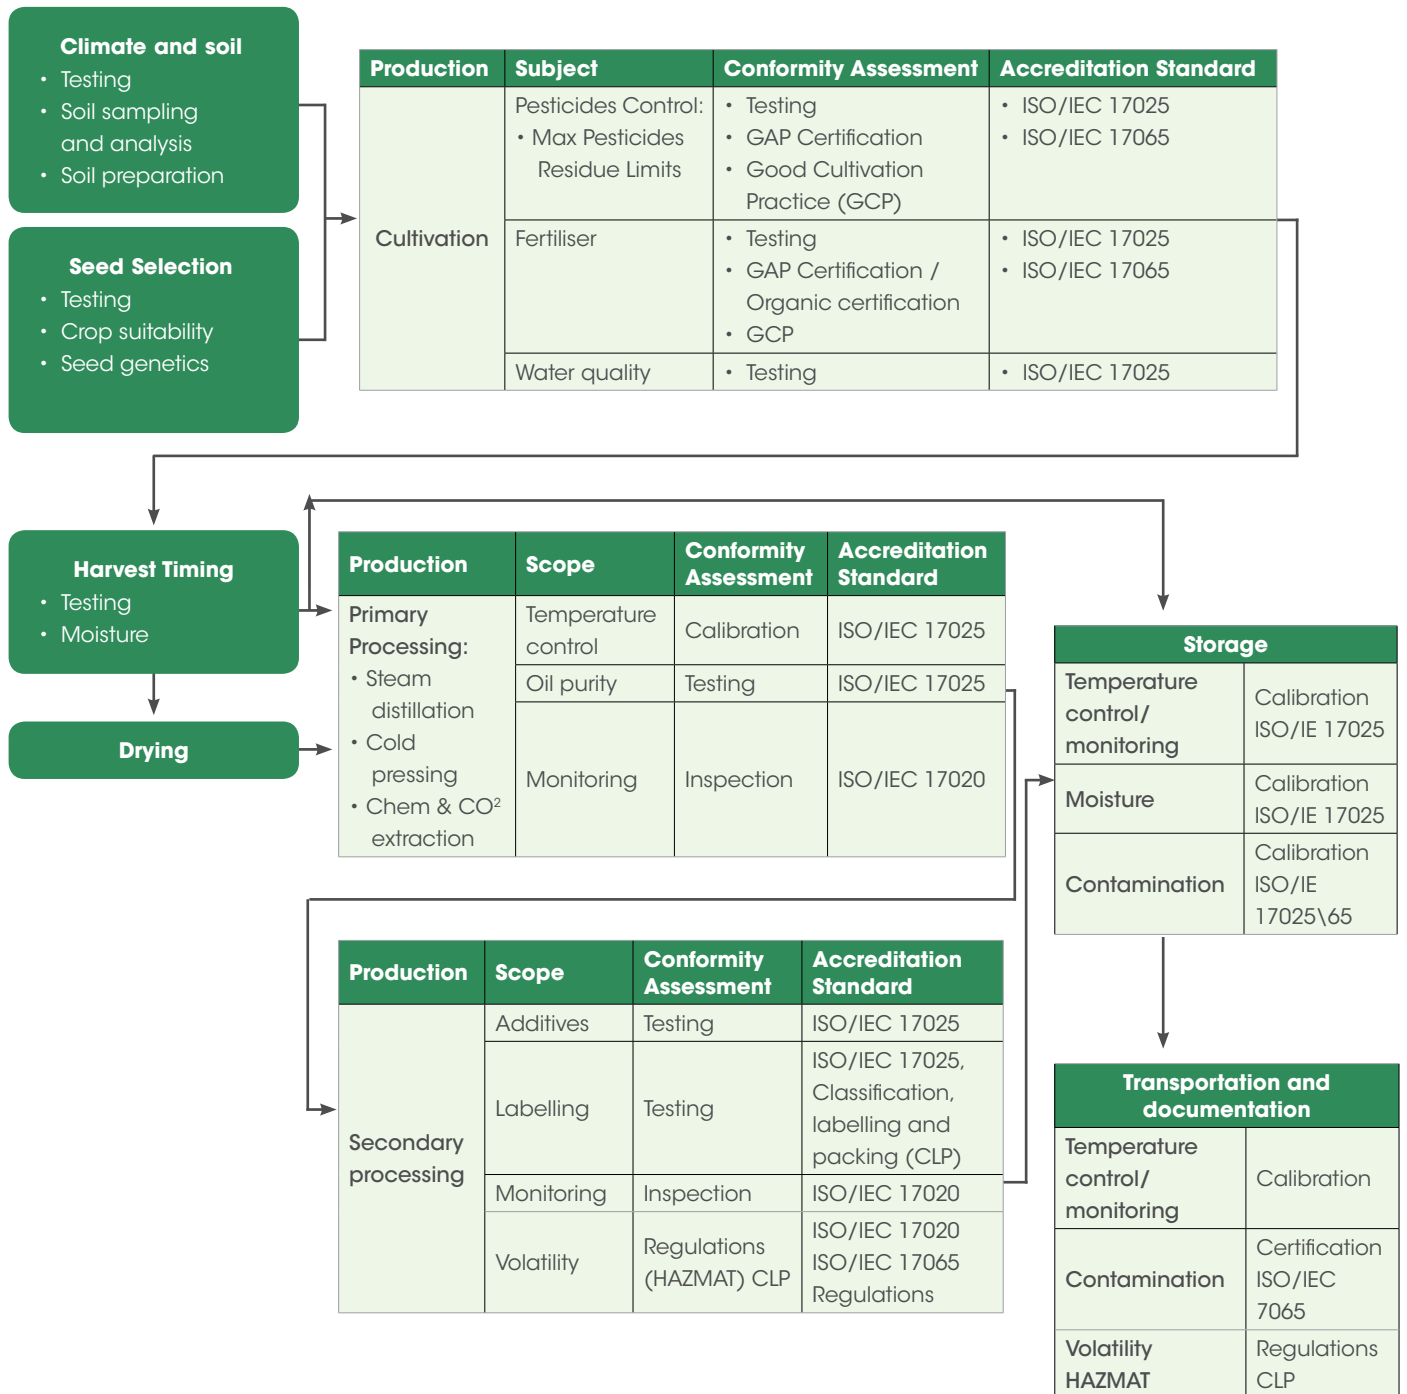 Climate and soil
• Testing
• Soil sampling
and analysis
• Soil preparation
Seed Selection
• Testing
• Crop suitability
• Seed genetics
Production Subject Conformity Assessment Accreditation Standard
Cultivation
Pesticides Control:
• Max Pesticides
Residue Limits
• Testing
• GAP Certification
• Good Cultivation
Practice (GCP)
• ISO/IEC 17025
• ISO/IEC 17065
Fertiliser
• Testing
• GAP Certification /
Organic certification
• GCP
• ISO/IEC 17025
• ISO/IEC 17065
Water quality
• Testing
• ISO/IEC 17025
Harvest Timing
• Testing
• Moisture
Drying
Production
Scope
Conformity
Assessment
Accreditation
Standard
Primary
Processing:
• Steam
distillation
• Cold
pressing
• Chem & CO²
extraction
Temperature
control
Calibration
ISO/IEC 17025
Oil purity
Testing
ISO/IEC 17025
Monitoring
Inspection
ISO/IEC 17020
Production
Scope
Conformity
Assessment
Accreditation
Standard
Secondary
processing
Additives
Testing
ISO/IEC 17025
Labelling
Testing
ISO/IEC 17025,
Classification,
labelling and
packing (CLP)
Monitoring
Inspection
ISO/IEC 17020
Volatility
Regulations
(HAZMAT) CLP
ISO/IEC 17020
ISO/IEC 17065
Regulations
Storage
Temperature
control/
monitoring
Calibration
ISO/IE 17025
Moisture
Calibration
ISO/IE 17025
Contamination
Calibration
ISO/IE
17025\65
Transportation and
documentation
Temperature
control/
monitoring
Calibration
Contamination
Certification
ISO/IEC
7065
Volatility
HAZMAT
Regulations
CLP